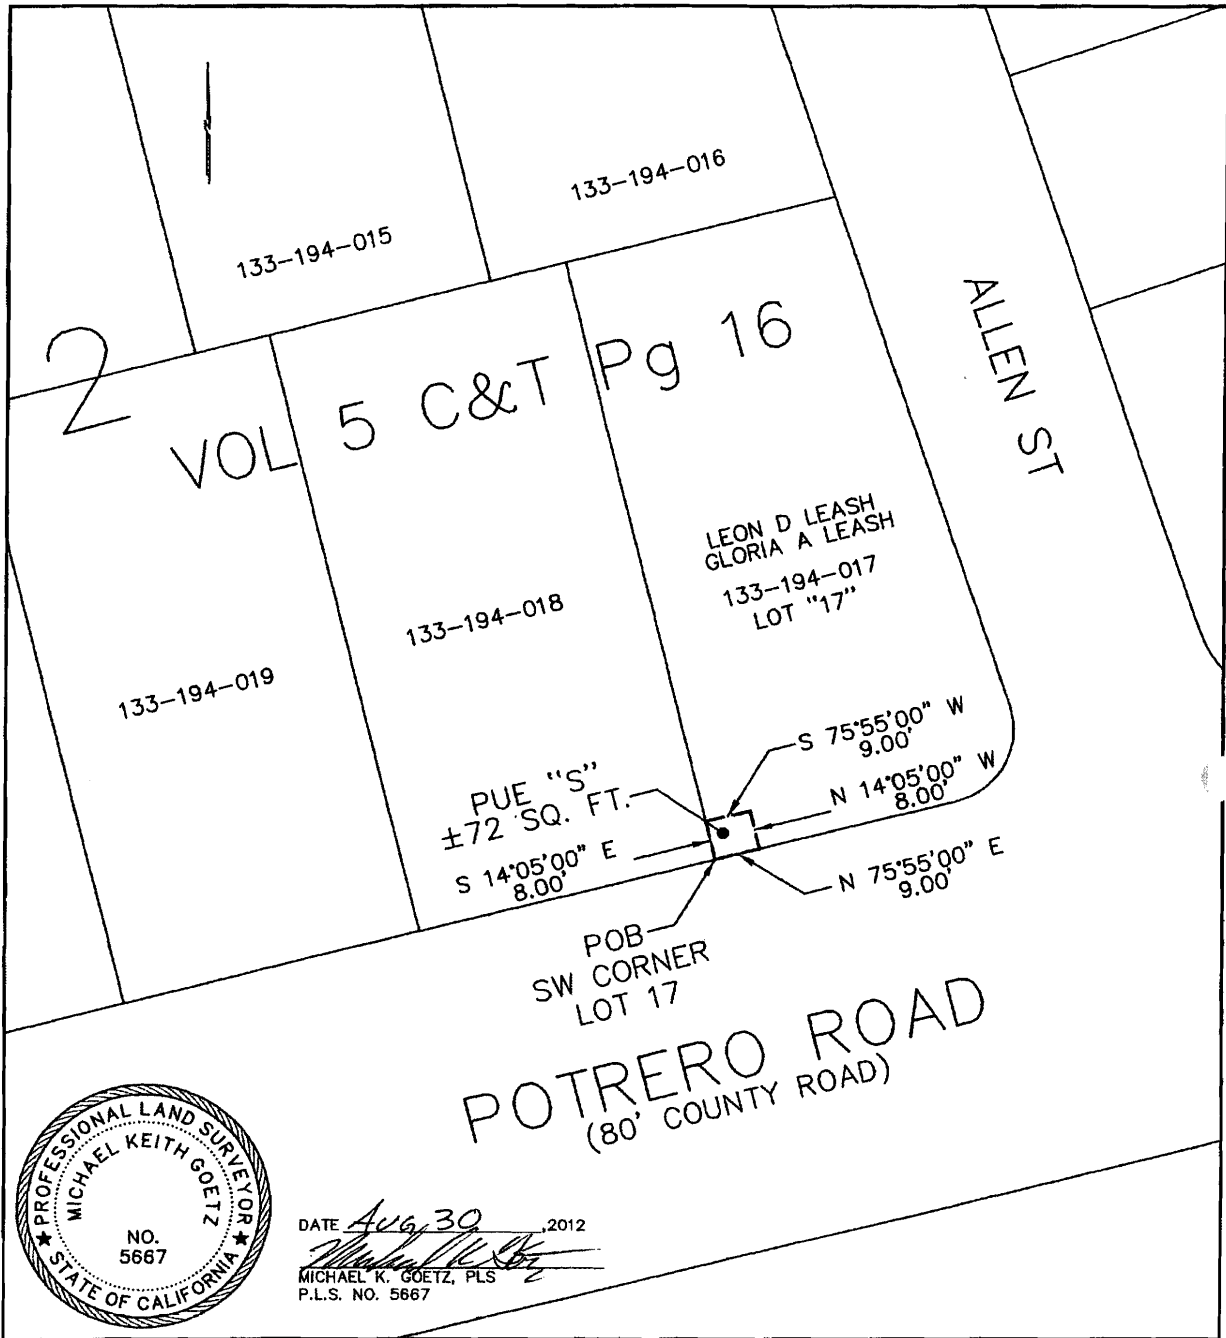 133-194-016
133-194-015
2
VOL 5 C&T Pg 16
ALLEN ST
LEON D LEASH
GLORIA A LEASH
133-194-017
LOT "17"
133-194-018
133-194-019
S 75°55'00" W
9.00'
N 14°05'00" W
8.00'
PUE "S"
±72 SQ. FT.
S 14°05'00" E
8.00'
N 75°55'00" E
9.00'
POB
SW CORNER
LOT 17
POTRERO ROAD
(80' COUNTY ROAD)
PROFESSIONAL LAND SURVEYOR
MICHAEL KEITH GOETZ
NO.
5667
STATE OF CALIFORNIA
DATE Aug 30 ,2012
MICHAEL K. GOETZ, PLS
P.L.S. NO. 5667